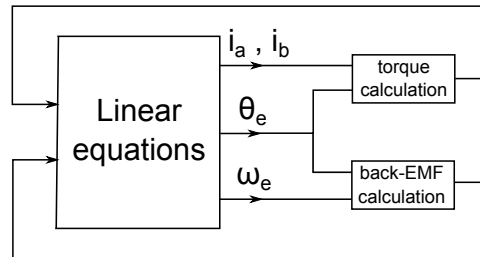 i_a , i_b
torque
calculation
Linear
equations
θ_e
ω_e
back-EMF
calculation